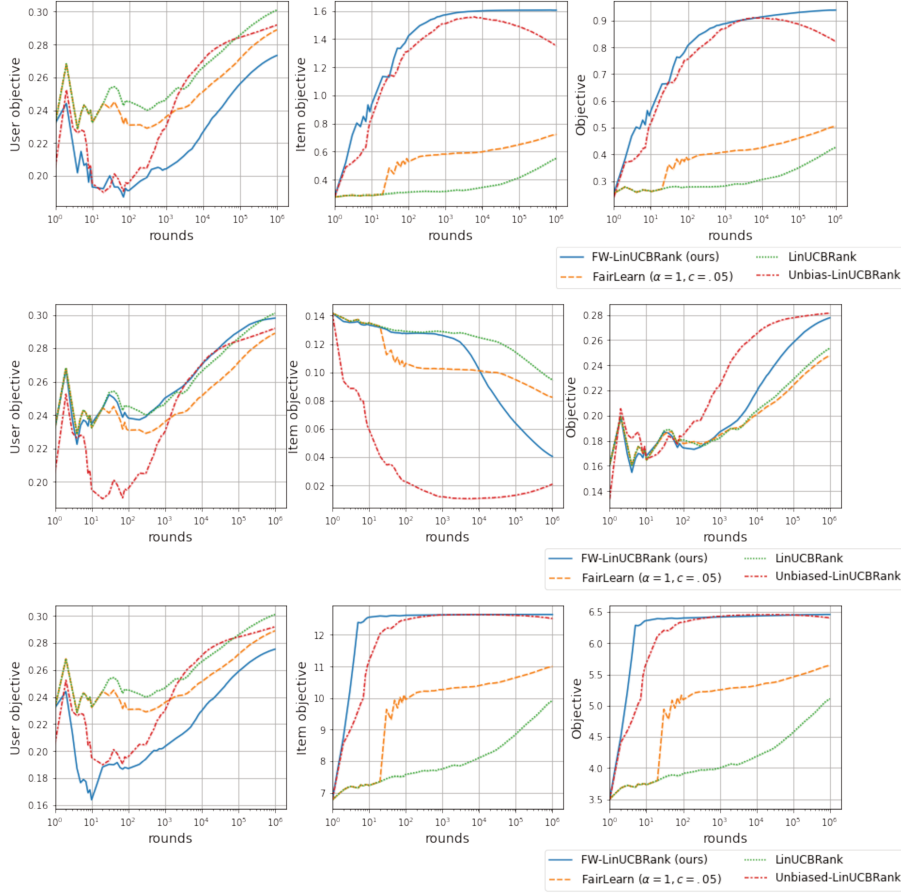 0.30
0.28
0.26
0.24
0.22
0.20
User objective
10^0 10^1 10^2 10^3 10^4 10^5 10^6
rounds
1.6
1.4
1.2
1.0
0.8
0.6
0.4
Item objective
10^0 10^1 10^2 10^3 10^4 10^5 10^6
rounds
0.9
0.8
0.7
0.6
0.5
0.4
0.3
Objective
10^0 10^1 10^2 10^3 10^4 10^5 10^6
rounds
FW-LinUCBRank (ours) LinUCBRank
FairLearn (α = 1, c = .05) Unbias-LinUCBRank
0.30
0.28
0.26
0.24
0.22
0.20
User objective
10^0 10^1 10^2 10^3 10^4 10^5 10^6
rounds
0.14
0.12
0.10
0.08
0.06
0.04
0.02
Item objective
10^0 10^1 10^2 10^3 10^4 10^5 10^6
rounds
0.28
0.26
0.24
0.22
0.20
0.18
0.16
0.14
Objective
10^0 10^1 10^2 10^3 10^4 10^5 10^6
rounds
FW-LinUCBRank (ours) LinUCBRank
FairLearn (α = 1, c = .05) Unbiased-LinUCBRank
0.30
0.28
0.26
0.24
0.22
0.20
0.18
0.16
User objective
10^0 10^1 10^2 10^3 10^4 10^5 10^6
rounds
12
11
10
9
8
7
Item objective
10^0 10^1 10^2 10^3 10^4 10^5 10^6
rounds
6.5
6.0
5.5
5.0
4.5
4.0
3.5
Objective
10^0 10^1 10^2 10^3 10^4 10^5 10^6
rounds
FW-LinUCBRank (ours) LinUCBRank
FairLearn (α = 1, c = .05) Unbiased-LinUCBRank